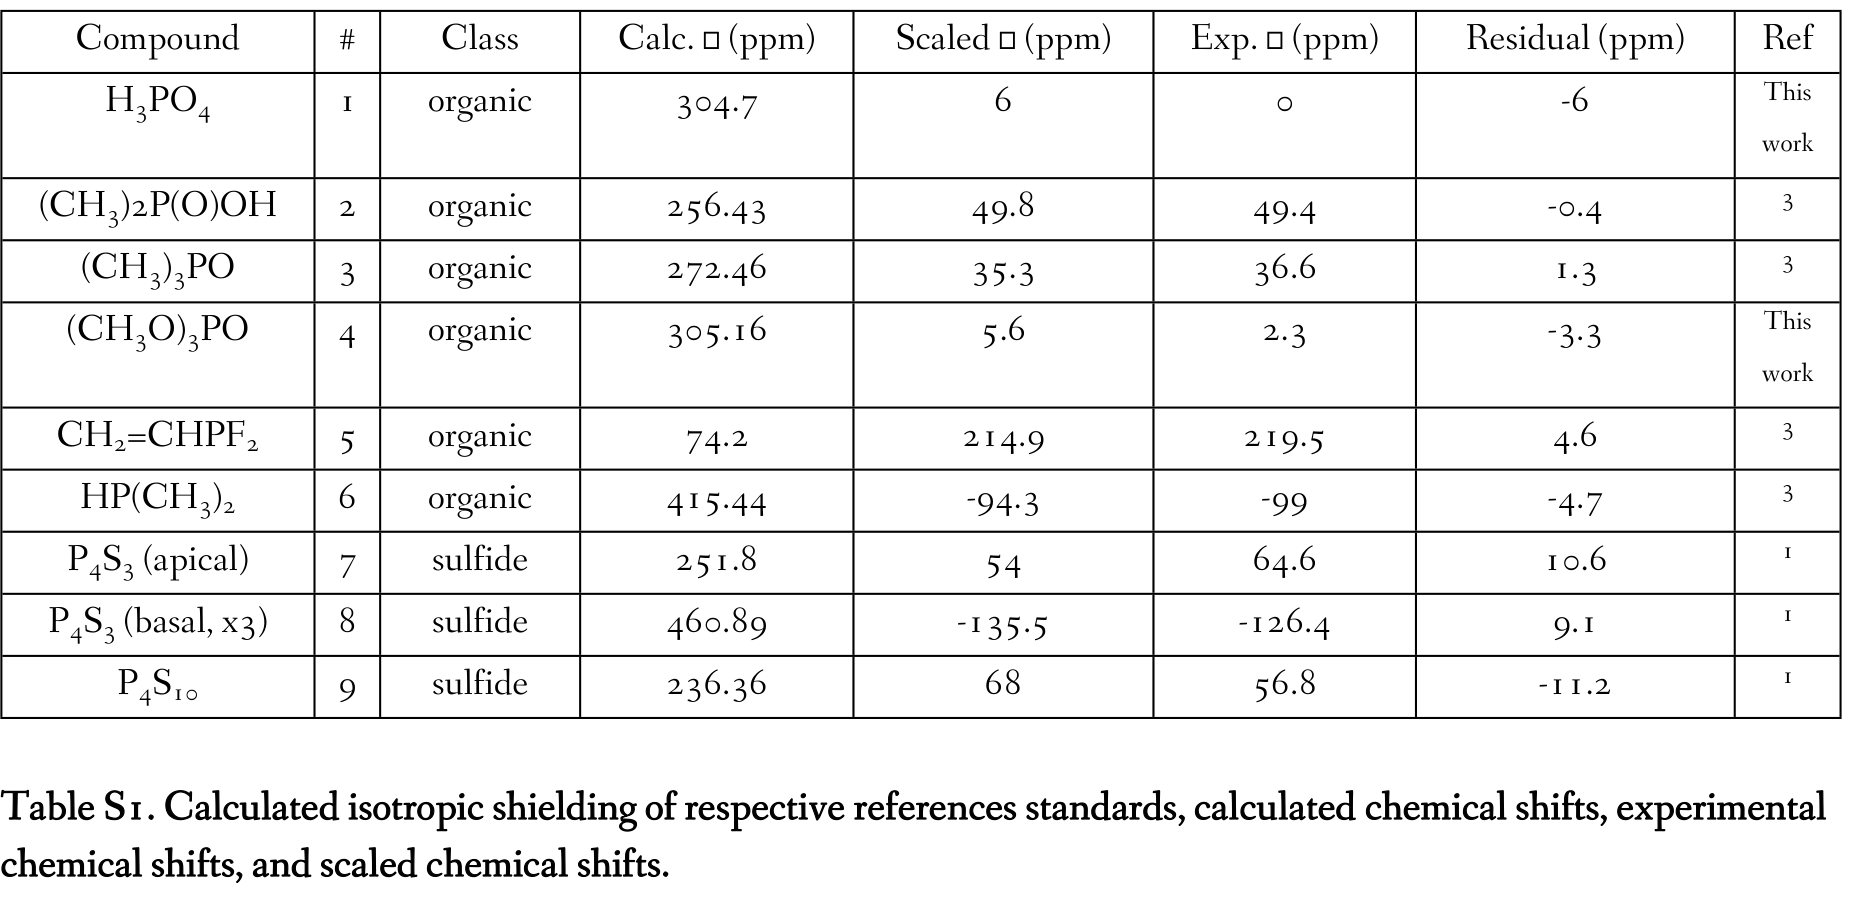 Compound # Class Calc. □ (ppm) Scaled □ (ppm) Exp. □ (ppm) Residual (ppm) Ref
H₃PO₄ 1 organic 304.7 6 0 -6 This
work
(CH₃)2P(O)OH 2 organic 256.43 49.8 49.4 -0.4 3
(CH₃)₃PO 3 organic 272.46 35.3 36.6 1.3 3
(CH₃O)₃PO 4 organic 305.16 5.6 2.3 -3.3 This
work
CH₂=CHPF₂ 5 organic 74.2 214.9 219.5 4.6 3
HP(CH₃)₂ 6 organic 415.44 -94.3 -99 -4.7 3
P₄S₃ (apical) 7 sulfide 251.8 54 64.6 10.6 1
P₄S₃ (basal, x3) 8 sulfide 460.89 -135.5 -126.4 9.1 1
P₄S₁₀ 9 sulfide 236.36 68 56.8 -11.2 1
Table S1. Calculated isotropic shielding of respective references standards, calculated chemical shifts, experimental
chemical shifts, and scaled chemical shifts.